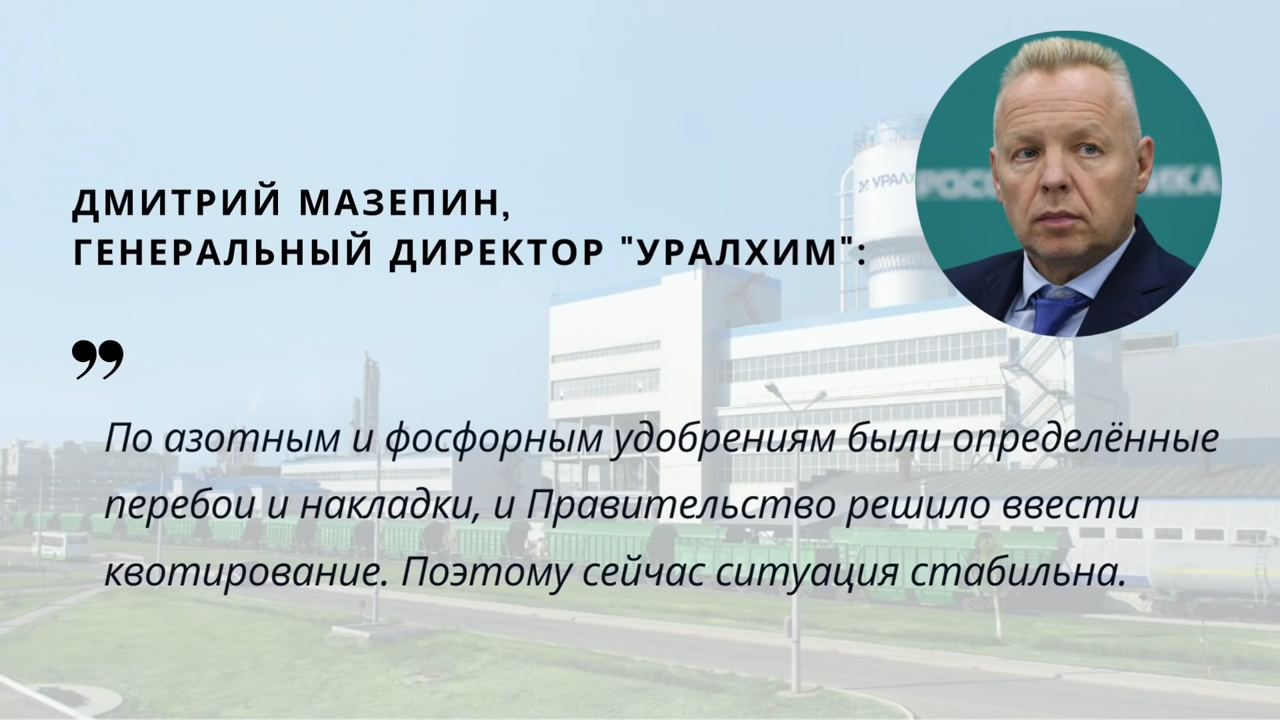 ДМИТРИЙ МАЗЕПИН,
ГЕНЕРАЛЬНЫЙ ДИРЕКТОР "УРАЛХИМ":
”
По азотным и фосфорным удобрениям были определённые
перебои и накладки, и Правительство решило ввести
квотирование. Поэтому сейчас ситуация стабильна.